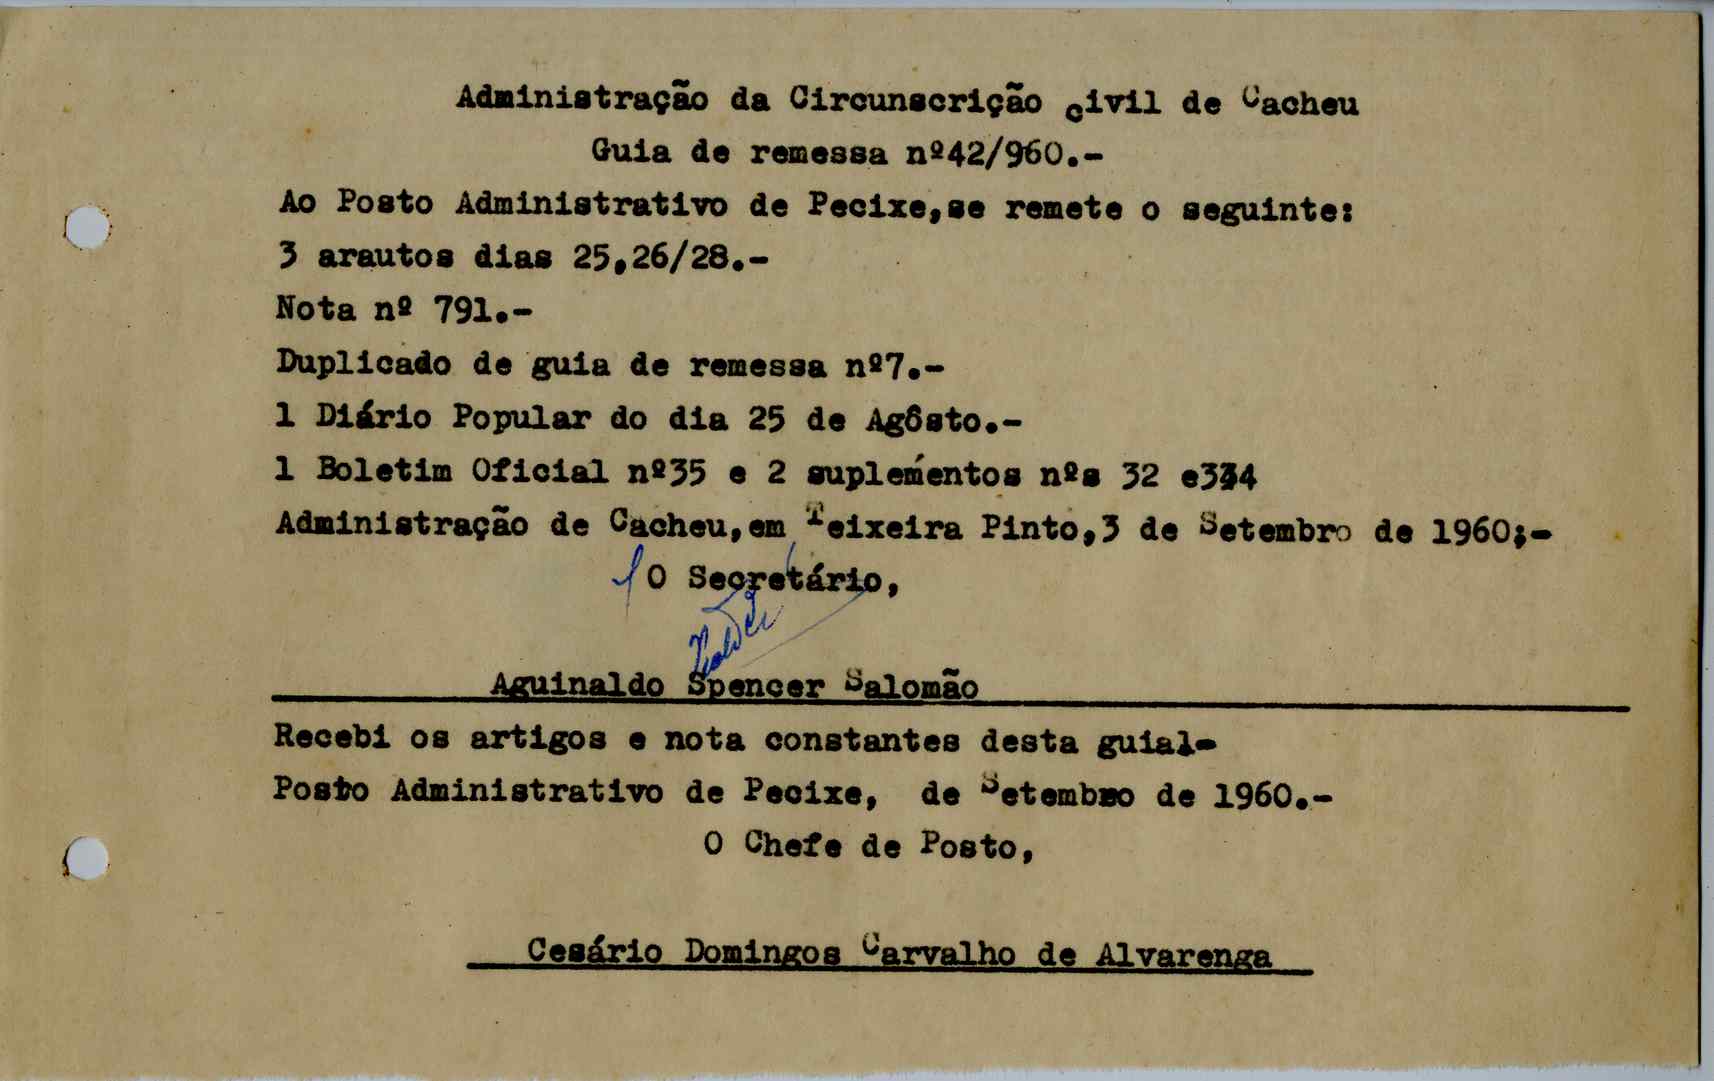 Administração da Circunscrição civil de Cacheu
Guia de remessa nº42/960.-
Ao Posto Administrativo de Pecixe,se remete o seguinte:
3 arautos dias 25,26/28.-
Nota nº 791.-
Duplicado de guia de remessa nº7.-
1 Diário Popular do dia 25 de Agôsto.-
1 Boletim Oficial nº35 e 2 suplementos nºs 32 e334
Administração de Cacheu,em Teixeira Pinto,3 de Setembro de 1960;-
O Secretário,
Aguinaldo Spencer Salomão
Recebi os artigos e nota constantes desta guial-
Posto Administrativo de Pecixe, de Setembro de 1960.-
O Chefe de Posto,
Cesário Domingos Carvalho de Alvarenga